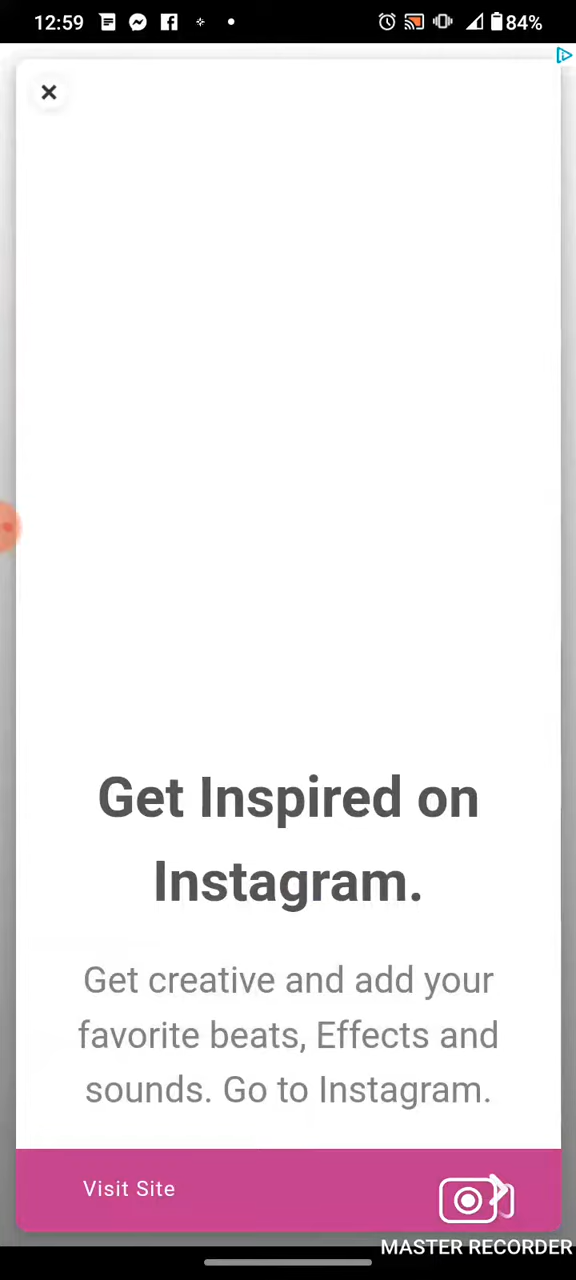 12:59 84%
Get Inspired on
Instagram.
Get creative and add your
favorite beats, Effects and
sounds. Go to Instagram.
Visit Site
MASTER RECORDER